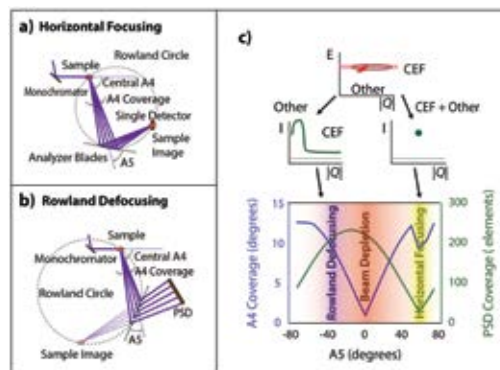 a) Horizontal Focusing
Rowland Circle
Sample
Central A4
Monochromator
A4 Coverage
Single Detector
Sample
Image
Analyzer Blades
A5
b) Rowland Defocusing
Sample
Central A4
Monochromator
A4 Coverage
Rowland Circle
PSD
A5
Sample Image
c)
E
CEF
Other
|Q|
Other
CEF + Other
I
CEF
I
|Q|
|Q|
A4 Coverage (degrees)
15
10
5
0
Rowland Defocusing
Beam Depletion
Horizontal Focusing
300
200
100
0
PSD Coverage (elements)
-80
-40
0
40
80
A5 (degrees)